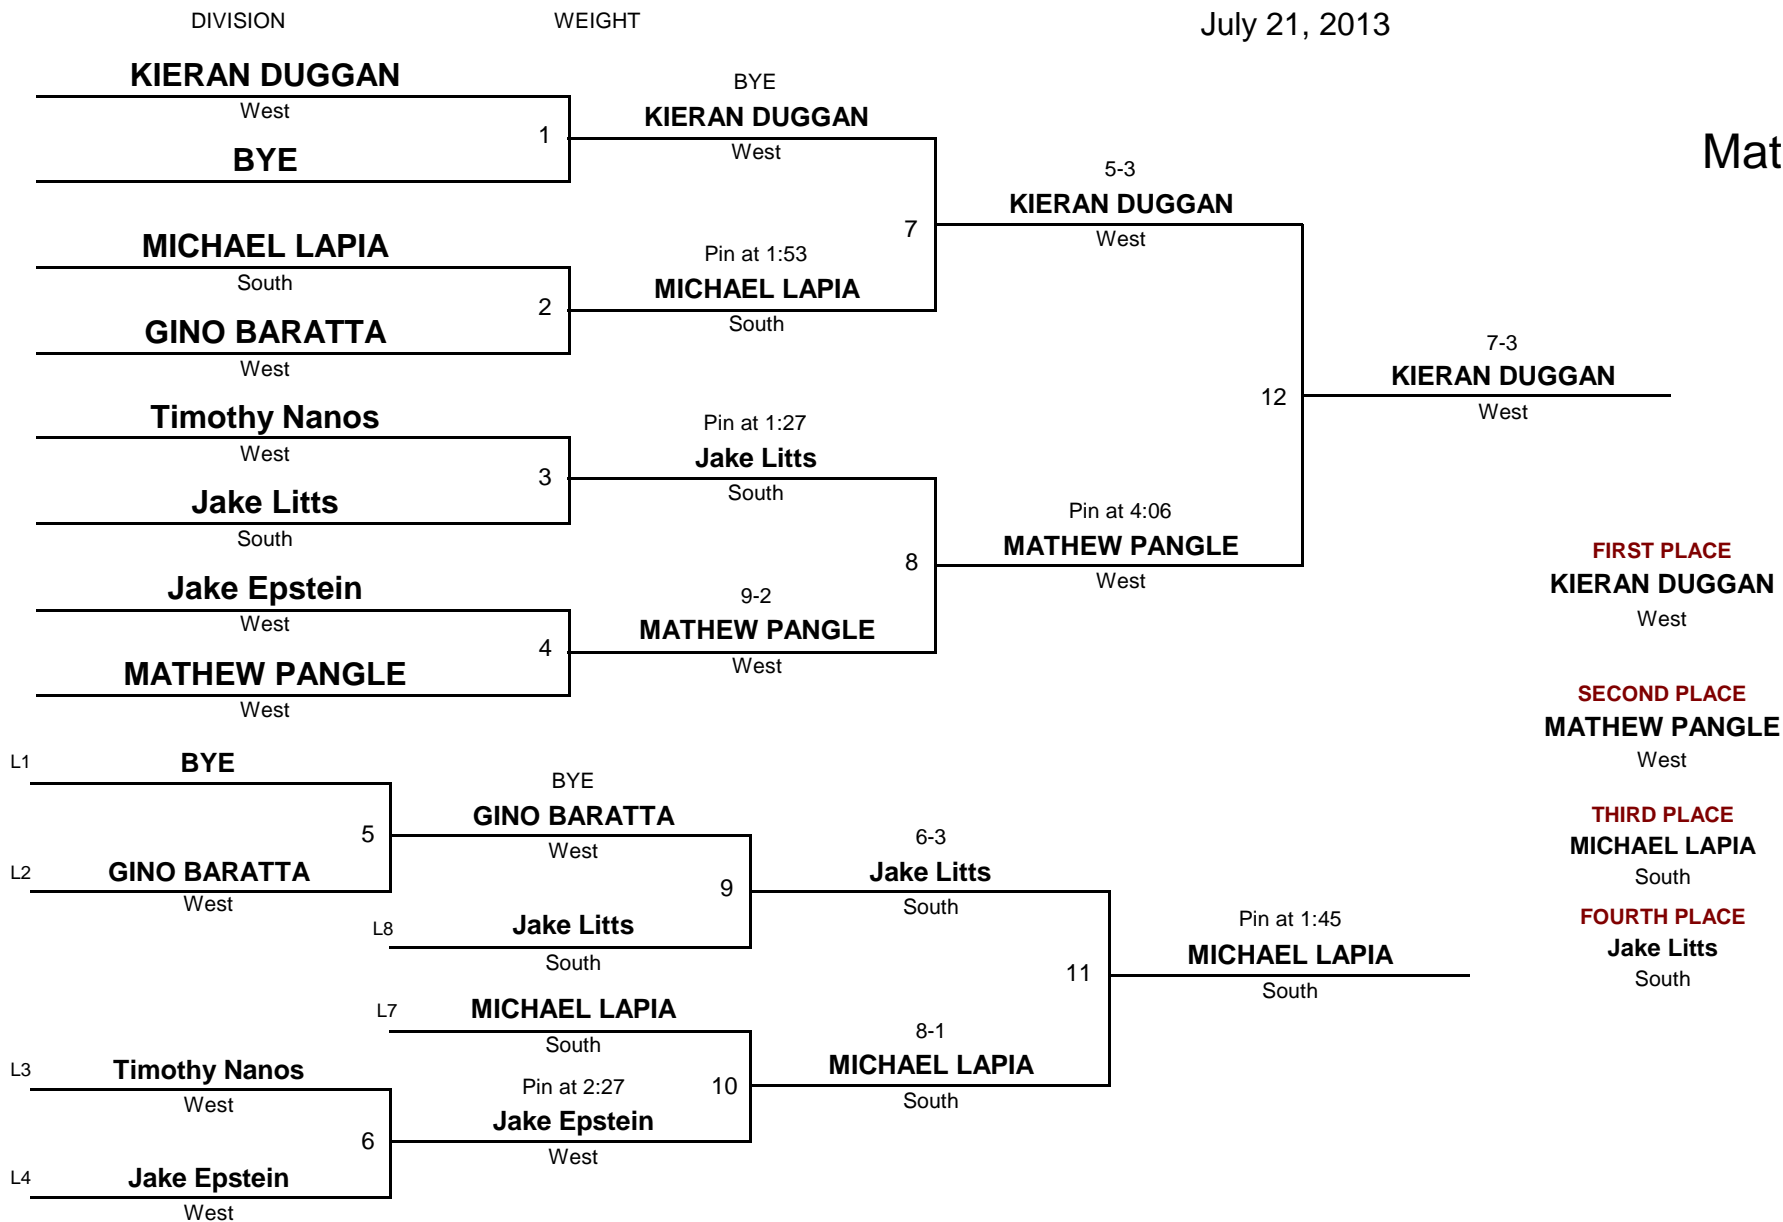 DIVISION WEIGHT July 21, 2013
KIERAN DUGGAN
West
1
BYE
BYE
KIERAN DUGGAN
West
Mat
MICHAEL LAPIA
South
2
GINO BARATTA
West
Pin at 1:53
MICHAEL LAPIA
South
7
5-3
KIERAN DUGGAN
West
Timothy Nanos
West
3
Jake Litts
South
Pin at 1:27
Jake Litts
South
Jake Epstein
West
4
MATHEW PANGLE
West
9-2
MATHEW PANGLE
West
8
Pin at 4:06
MATHEW PANGLE
West
12
7-3
KIERAN DUGGAN
West
FIRST PLACE
KIERAN DUGGAN
West
SECOND PLACE
MATHEW PANGLE
West
THIRD PLACE
MICHAEL LAPIA
South
FOURTH PLACE
Jake Litts
South
L1 BYE
5
L2 GINO BARATTA
West
BYE
GINO BARATTA
West
9
L8 Jake Litts
South
6-3
Jake Litts
South
L7 MICHAEL LAPIA
South
10
L3 Timothy Nanos
West
6
L4 Jake Epstein
West
Pin at 2:27
Jake Epstein
West
8-1
MICHAEL LAPIA
South
11
Pin at 1:45
MICHAEL LAPIA
South